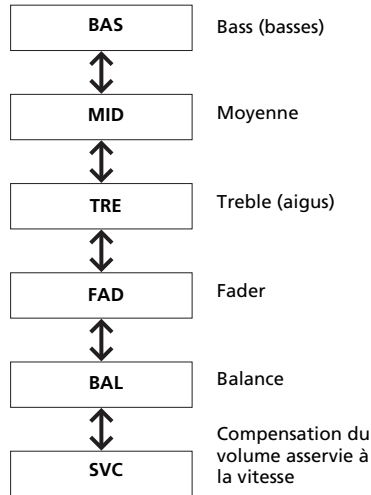 BAS
Bass (basses)
MID
Moyenne
TRE
Treble (aigus)
FAD
Fader
BAL
Balance
SVC
Compensation du
volume asservie à
la vitesse